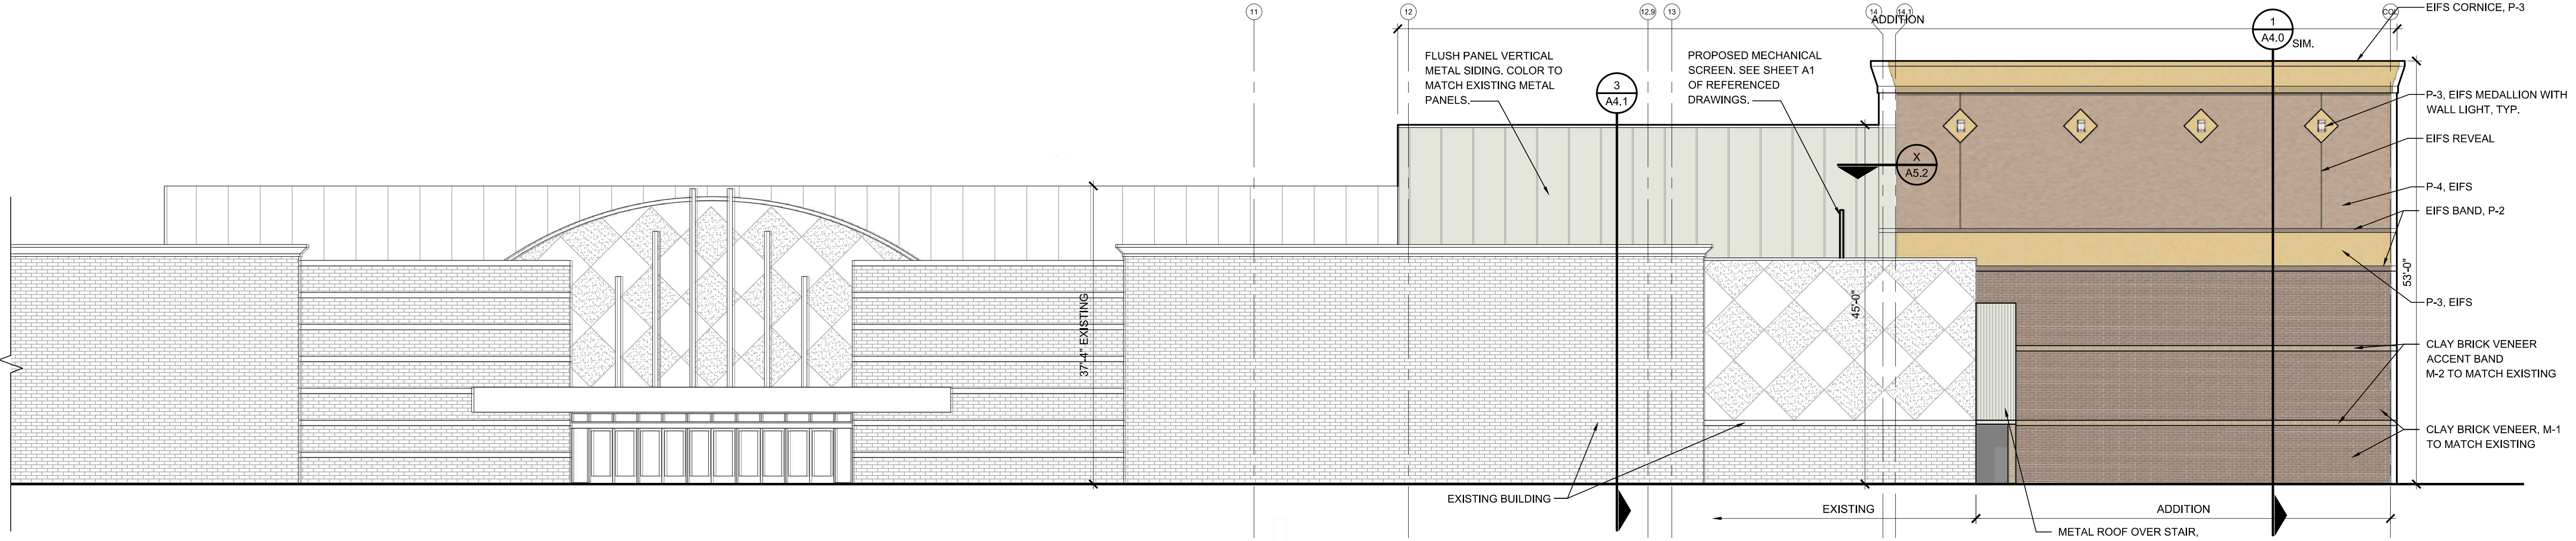 11
12
12.9
13
14
14.1
COL
ADDITION
1
A4.0
SIM.
EIFS CORNICE, P-3
FLUSH PANEL VERTICAL
METAL SIDING. COLOR TO
MATCH EXISTING METAL
PANELS.
3
A4.1
PROPOSED MECHANICAL
SCREEN. SEE SHEET A1
OF REFERENCED
DRAWINGS.
P-3, EIFS MEDALLION WITH
WALL LIGHT, TYP.
EIFS REVEAL
X
A5.2
P-4, EIFS
EIFS BAND, P-2
53'-0"
P-3, EIFS
37'-4" EXISTING
45'-0"
CLAY BRICK VENEER
ACCENT BAND
M-2 TO MATCH EXISTING
CLAY BRICK VENEER, M-1
TO MATCH EXISTING
EXISTING BUILDING
EXISTING
ADDITION
METAL ROOF OVER STAIR,